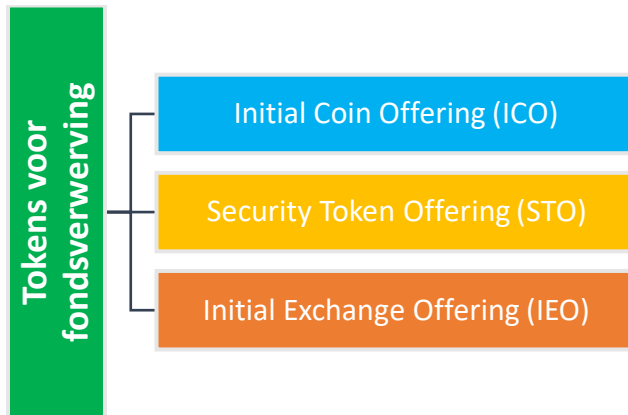 Tokens voor
fondsverwerving
Initial Coin Offering (ICO)
Security Token Offering (STO)
Initial Exchange Offering (IEO)